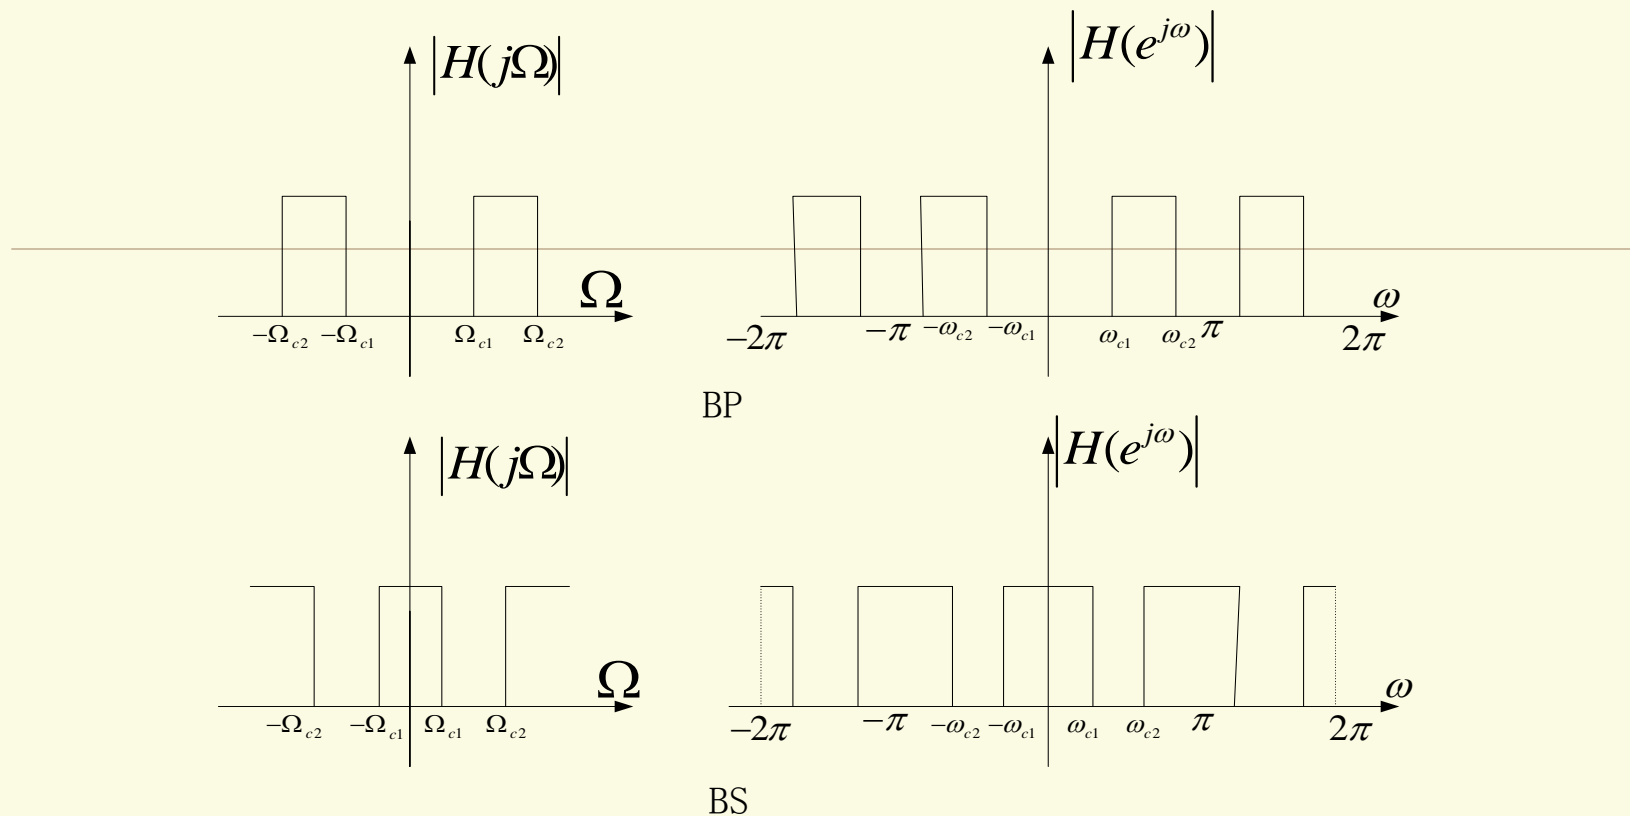 |H(jΩ)|
|H(e^{jω})|
Ω
ω
−Ω_{c2} −Ω_{c1} Ω_{c1} Ω_{c2}
−2π −π −ω_{c2} −ω_{c1} ω_{c1} ω_{c2} π 2π
BP
|H(jΩ)|
|H(e^{jω})|
Ω
ω
−Ω_{c2} −Ω_{c1} Ω_{c1} Ω_{c2}
−2π −π −ω_{c2} −ω_{c1} ω_{c1} ω_{c2} π 2π
BS